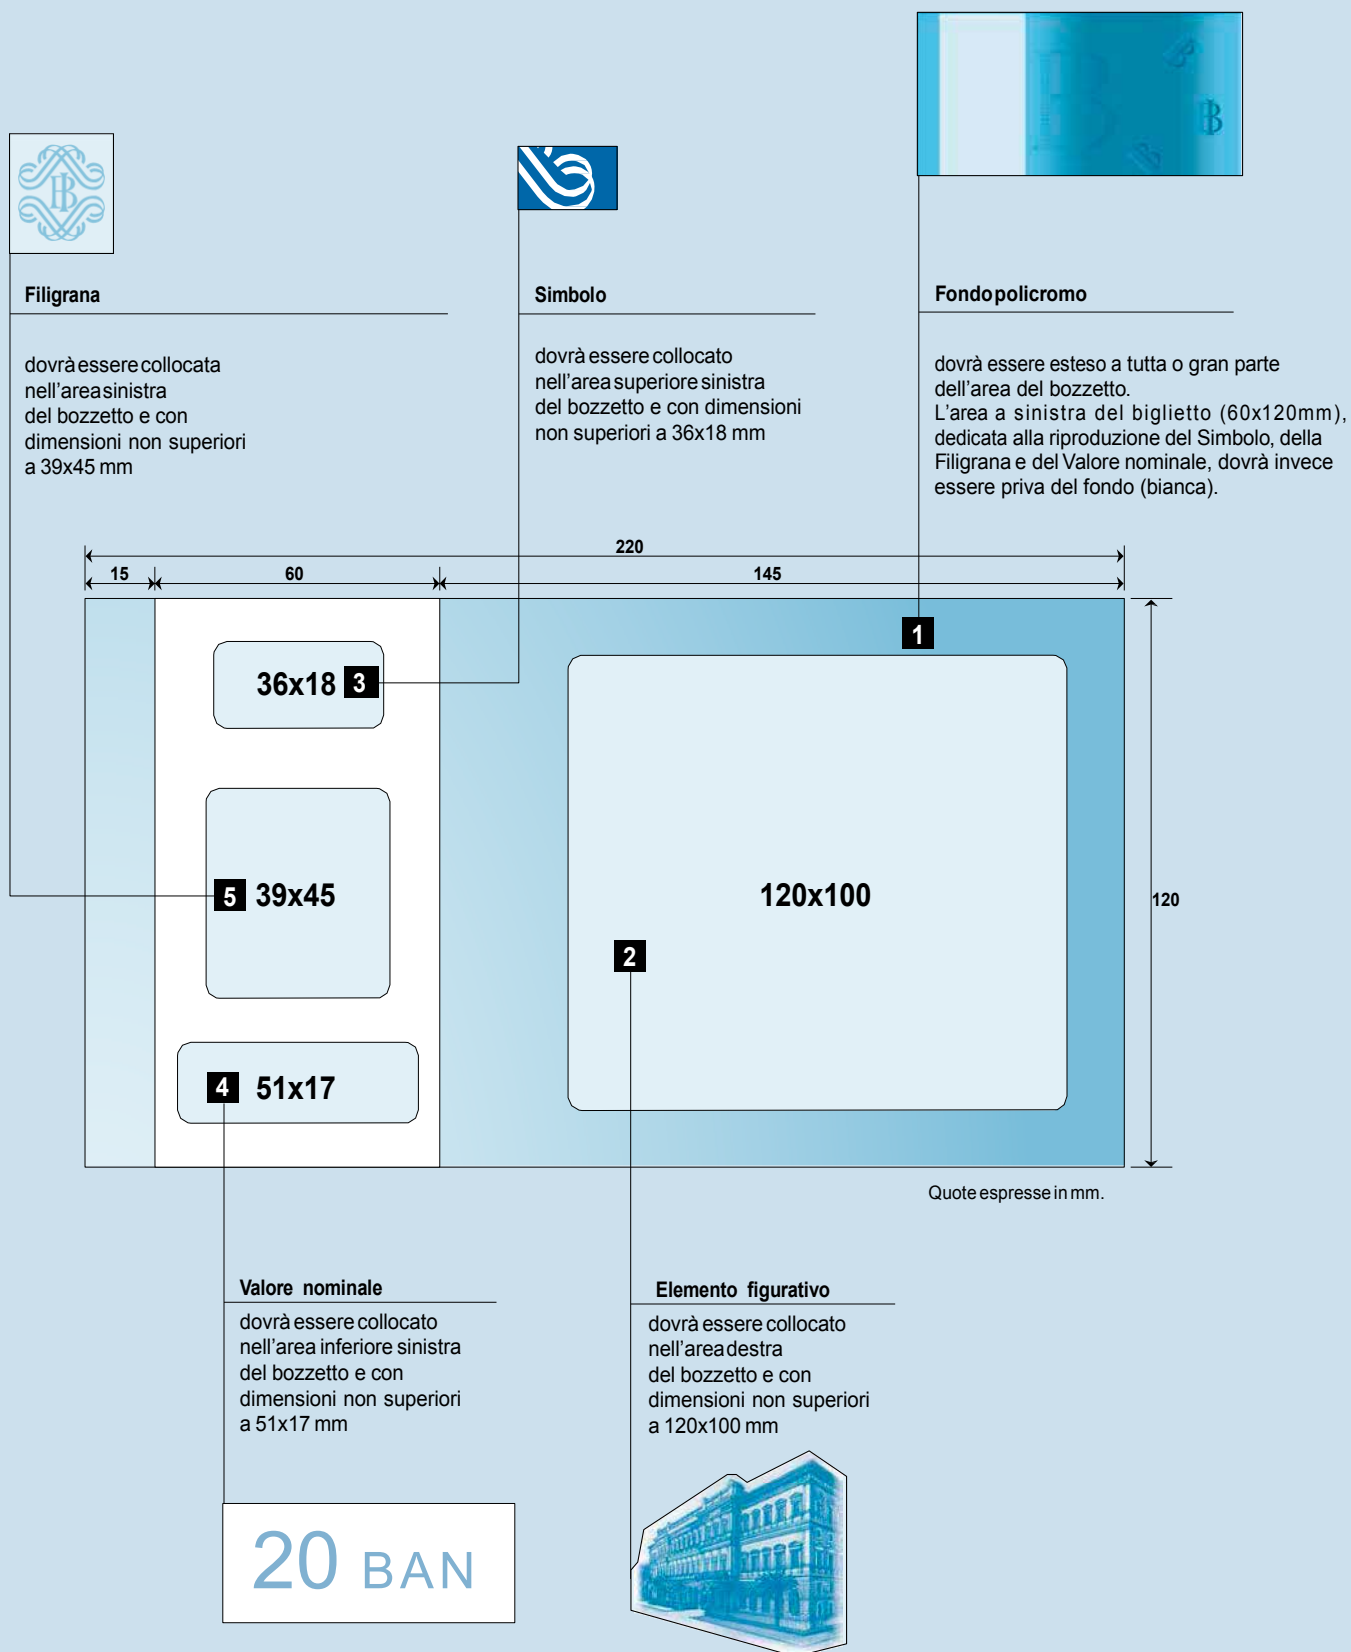 Filigrana
dovrà essere collocata
nell'area sinistra
del bozzetto e con
dimensioni non superiori
a 39x45 mm
Simbolo
dovrà essere collocato
nell'area superiore sinistra
del bozzetto e con dimensioni
non superiori a 36x18 mm
Fondo policromo
dovrà essere esteso a tutta o gran parte
dell'area del bozzetto.
L'area a sinistra del biglietto (60x120mm),
dedicata alla riproduzione del Simbolo, della
Filigrana e del Valore nominale, dovrà invece
essere priva del fondo (bianca).
220
15 60 145
1
36x18 3
5 39x45
120x100
120
2
4 51x17
Quote espresse in mm.
Valore nominale
dovrà essere collocato
nell'area inferiore sinistra
del bozzetto e con
dimensioni non superiori
a 51x17 mm
20 BAN
Elemento figurativo
dovrà essere collocato
nell'area destra
del bozzetto e con
dimensioni non superiori
a 120x100 mm